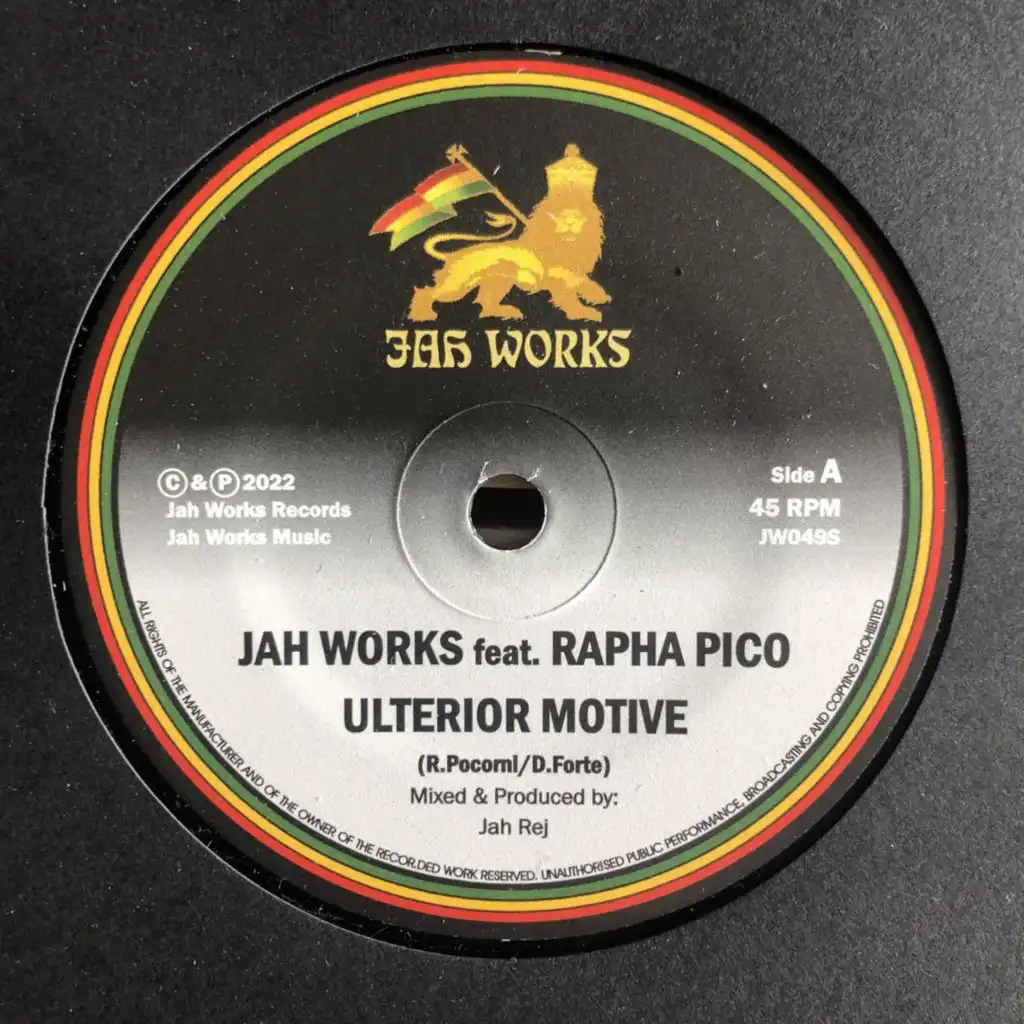 JAH WORKS
Ⓒ & Ⓟ 2022
Jah Works Records
Jah Works Music
Side A
45 RPM
JW049S
JAH WORKS feat. RAPHA PICO
ULTERIOR MOTIVE
(R.Pocorni/D.Forte)
Mixed & Produced by:
Jah Rej
ALL RIGHTS OF THE MANUFACTURER AND OF THE OWNER OF THE RECOR.DED WORK RESERVED. UNAUTHORISED PUBLIC PERFORMANCE, BROADCASTING AND COPYING PROHIBITED